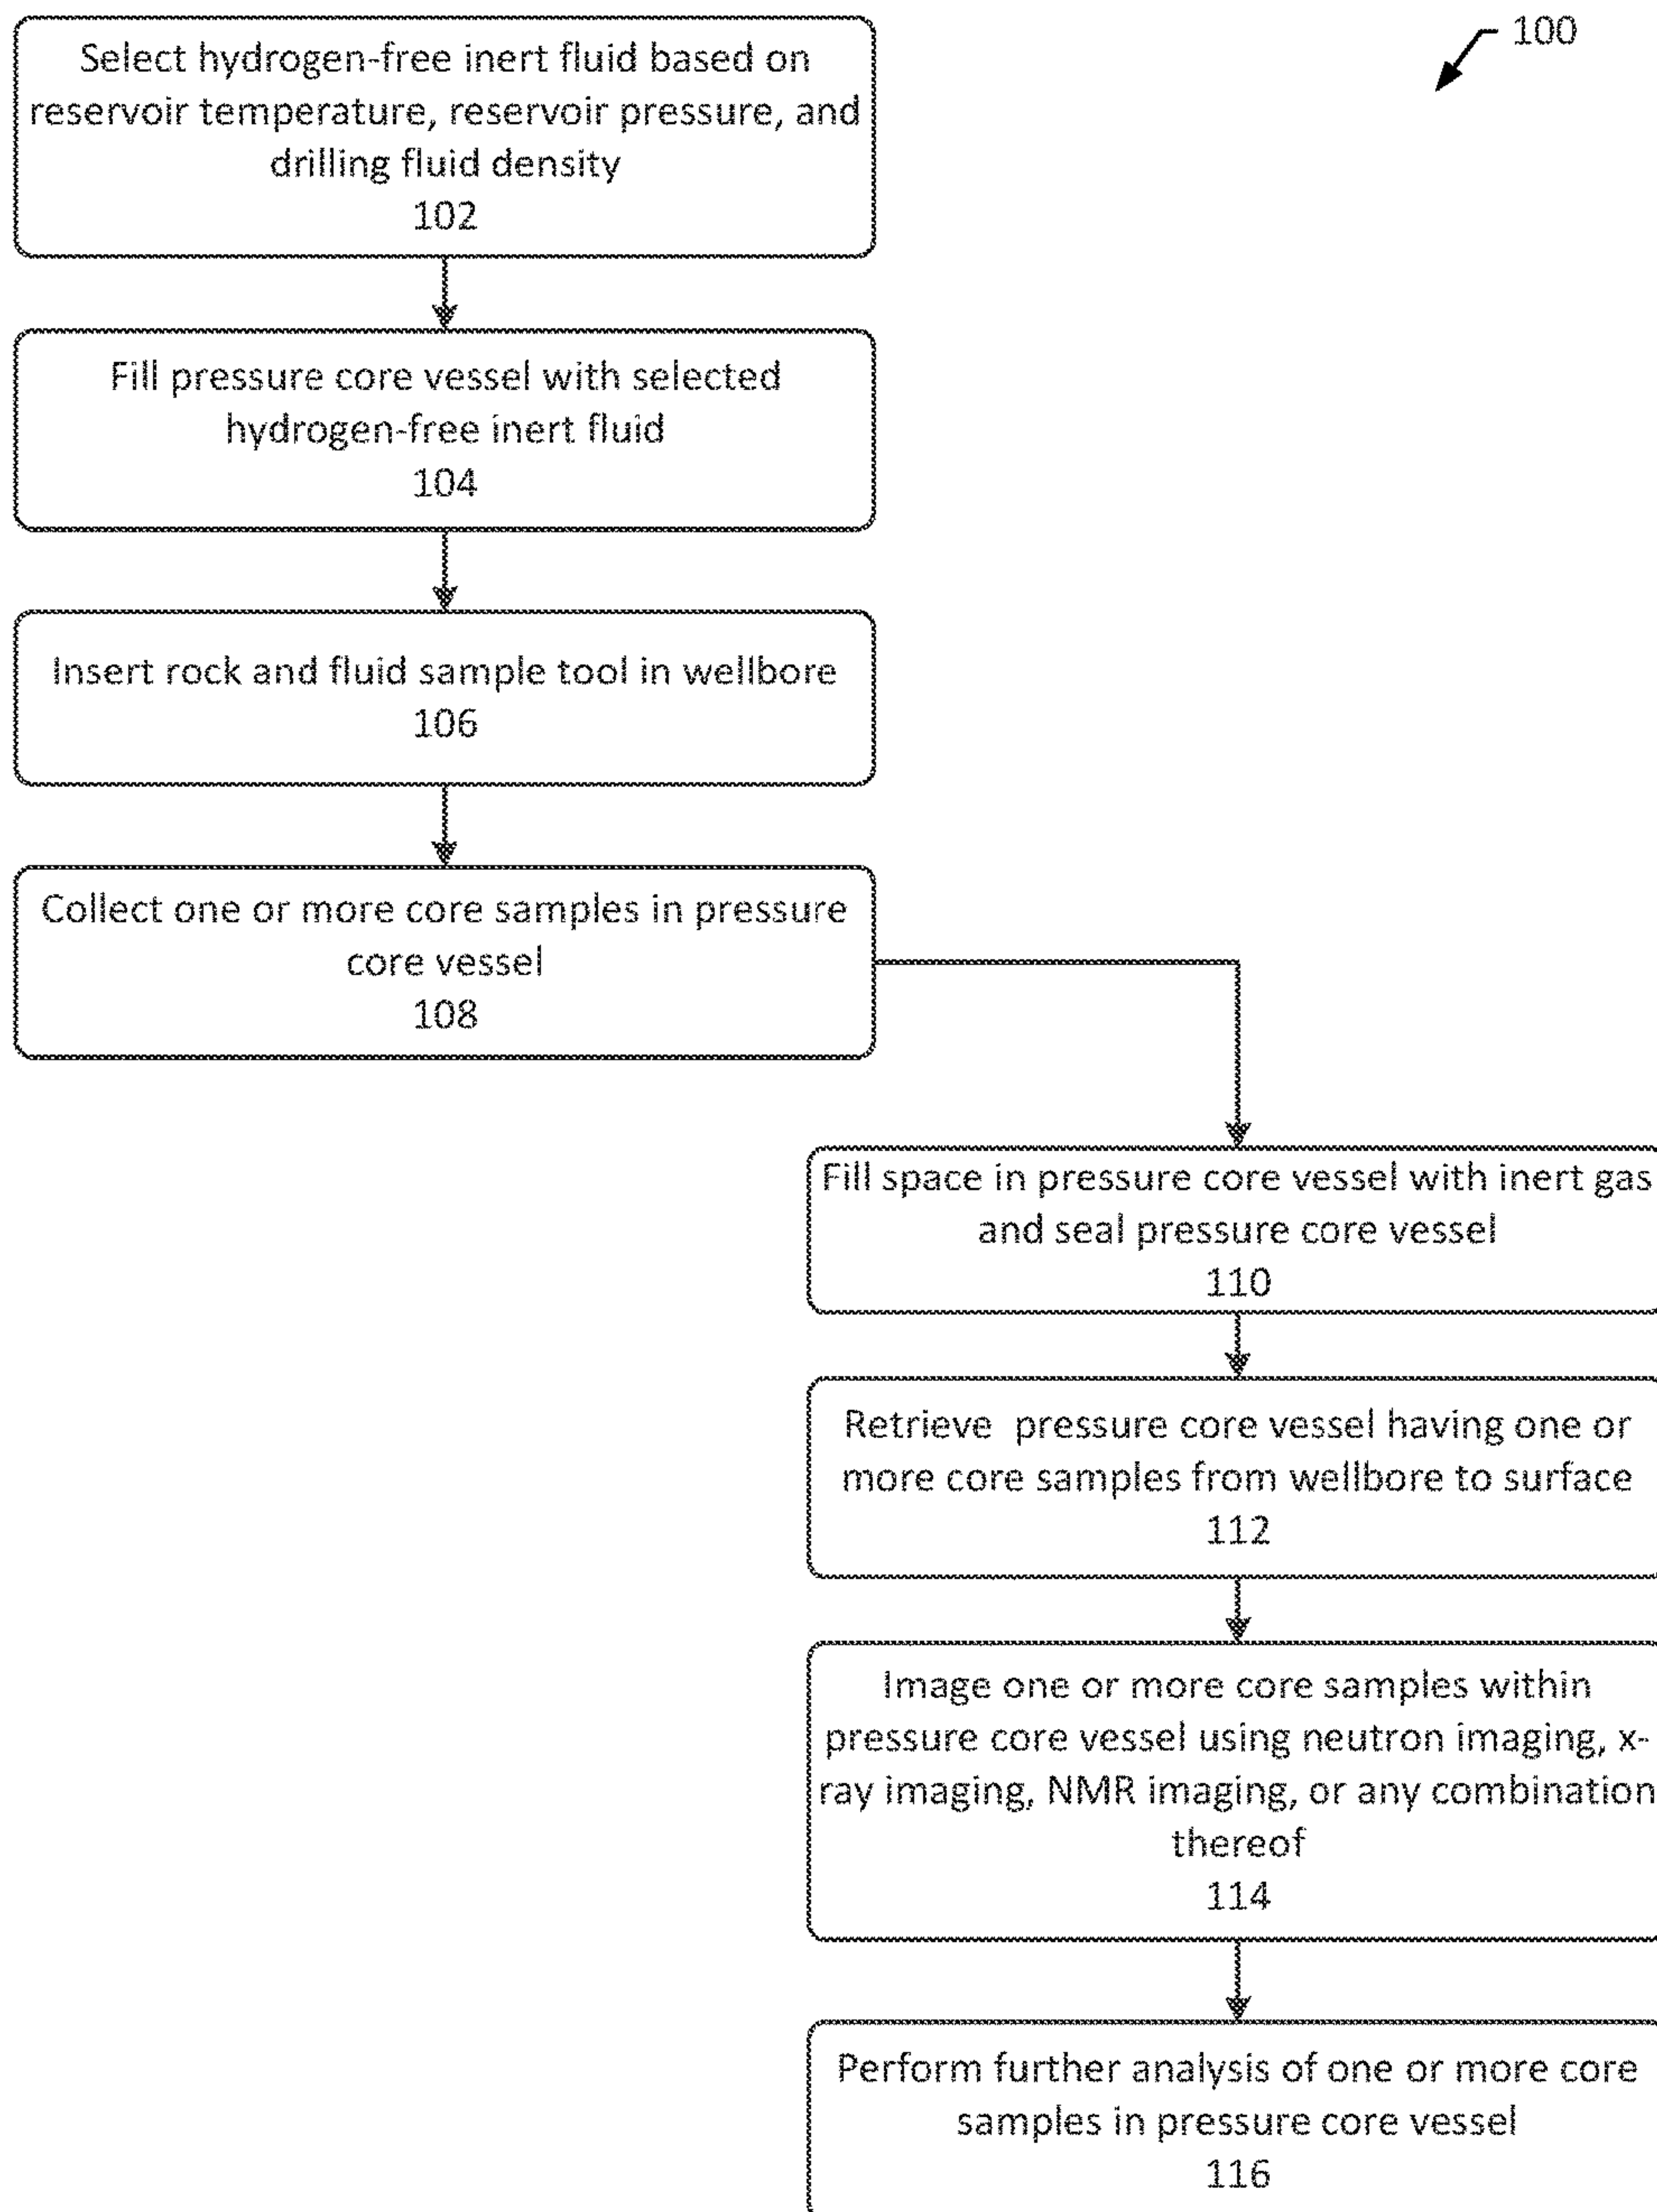 100
Select hydrogen-free inert fluid based on
reservoir temperature, reservoir pressure, and
drilling fluid density
102
Fill pressure core vessel with selected
hydrogen-free inert fluid
104
Insert rock and fluid sample tool in wellbore
106
Collect one or more core samples in pressure
core vessel
108
Fill space in pressure core vessel with inert gas
and seal pressure core vessel
110
Retrieve pressure core vessel having one or
more core samples from wellbore to surface
112
Image one or more core samples within
pressure core vessel using neutron imaging, x-
ray imaging, NMR imaging, or any combination
thereof
114
Perform further analysis of one or more core
samples in pressure core vessel
116